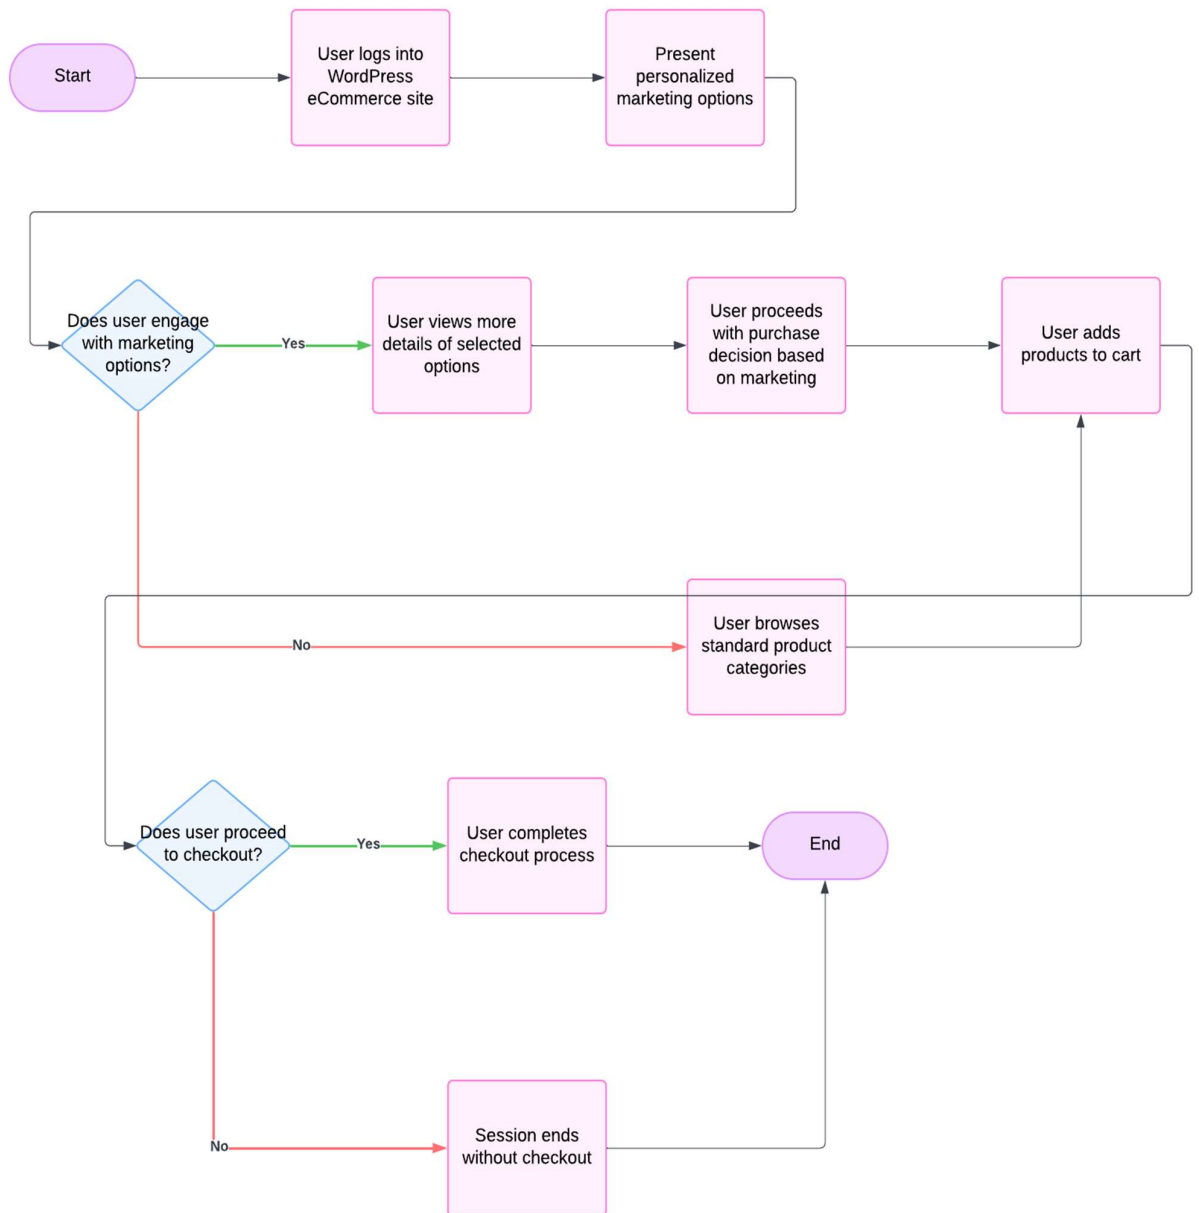 Start
User logs into
WordPress
eCommerce site
Present
personalized
marketing options
Does user engage
with marketing
options?
Yes
User views more
details of selected
options
User proceeds
with purchase
decision based
on marketing
User adds
products to cart
No
User browses
standard product
categories
Does user proceed
to checkout?
Yes
User completes
checkout process
End
No
Session ends
without checkout